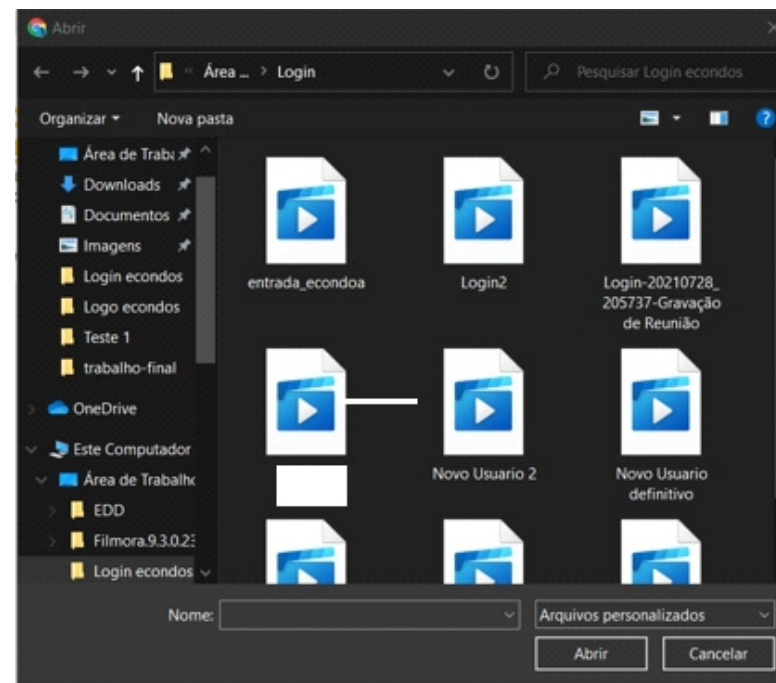 Abrir
Área ... > Login
Pesquisar Login econdos
Organizar
Nova pasta
Área de Traba
Downloads
Documentos
Imagens
Login econdos
Logo econdos
Teste 1
trabalho-final
OneDrive
Este Computador
Área de Trabalho
EDD
Filmora.9.3.0.23
Login econdos
entrada_econdoa
Login2
Login-20210728_
205737-Gravação
de Reunião
Novo Usuario 2
Novo Usuario
definitivo
Nome:
Arquivos personalizados
Abrir
Cancelar